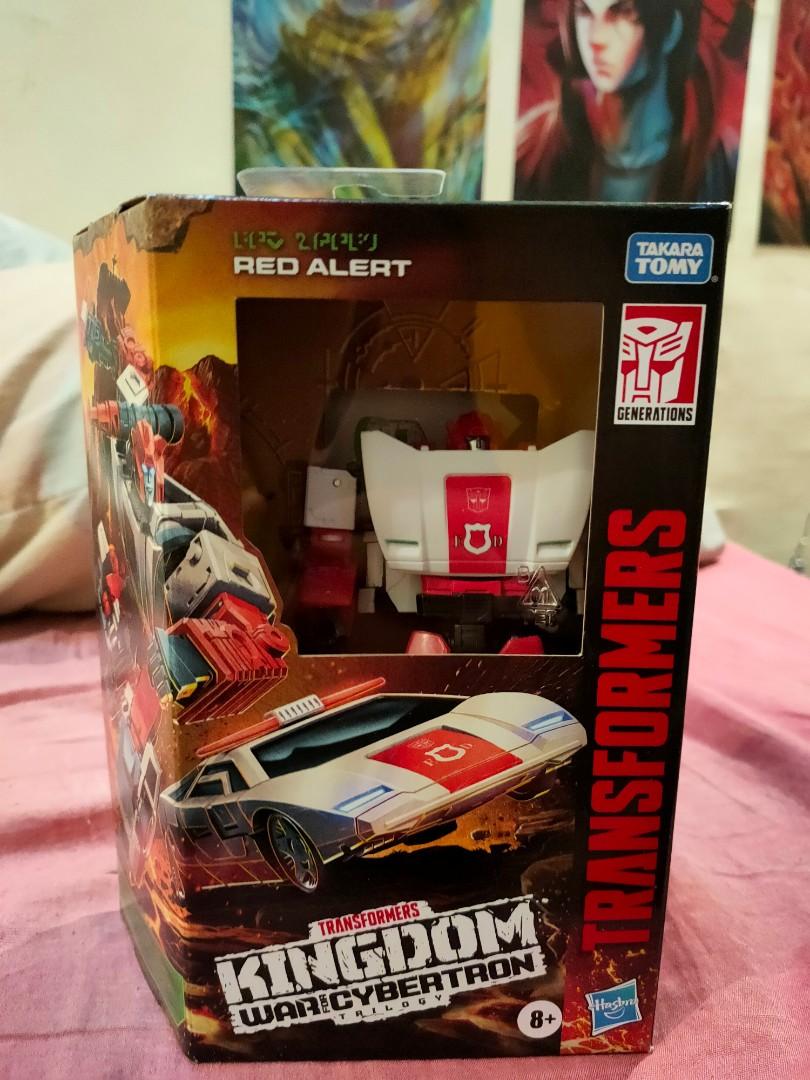 RED ALERT
TAKARA
TOMY
GENERATIONS
F D
F D
TRANSFORMERS
TRANSFORMERS
KINGDOM
WAR FOR CYBERTRON
TRILOGY
8+
Hasbro